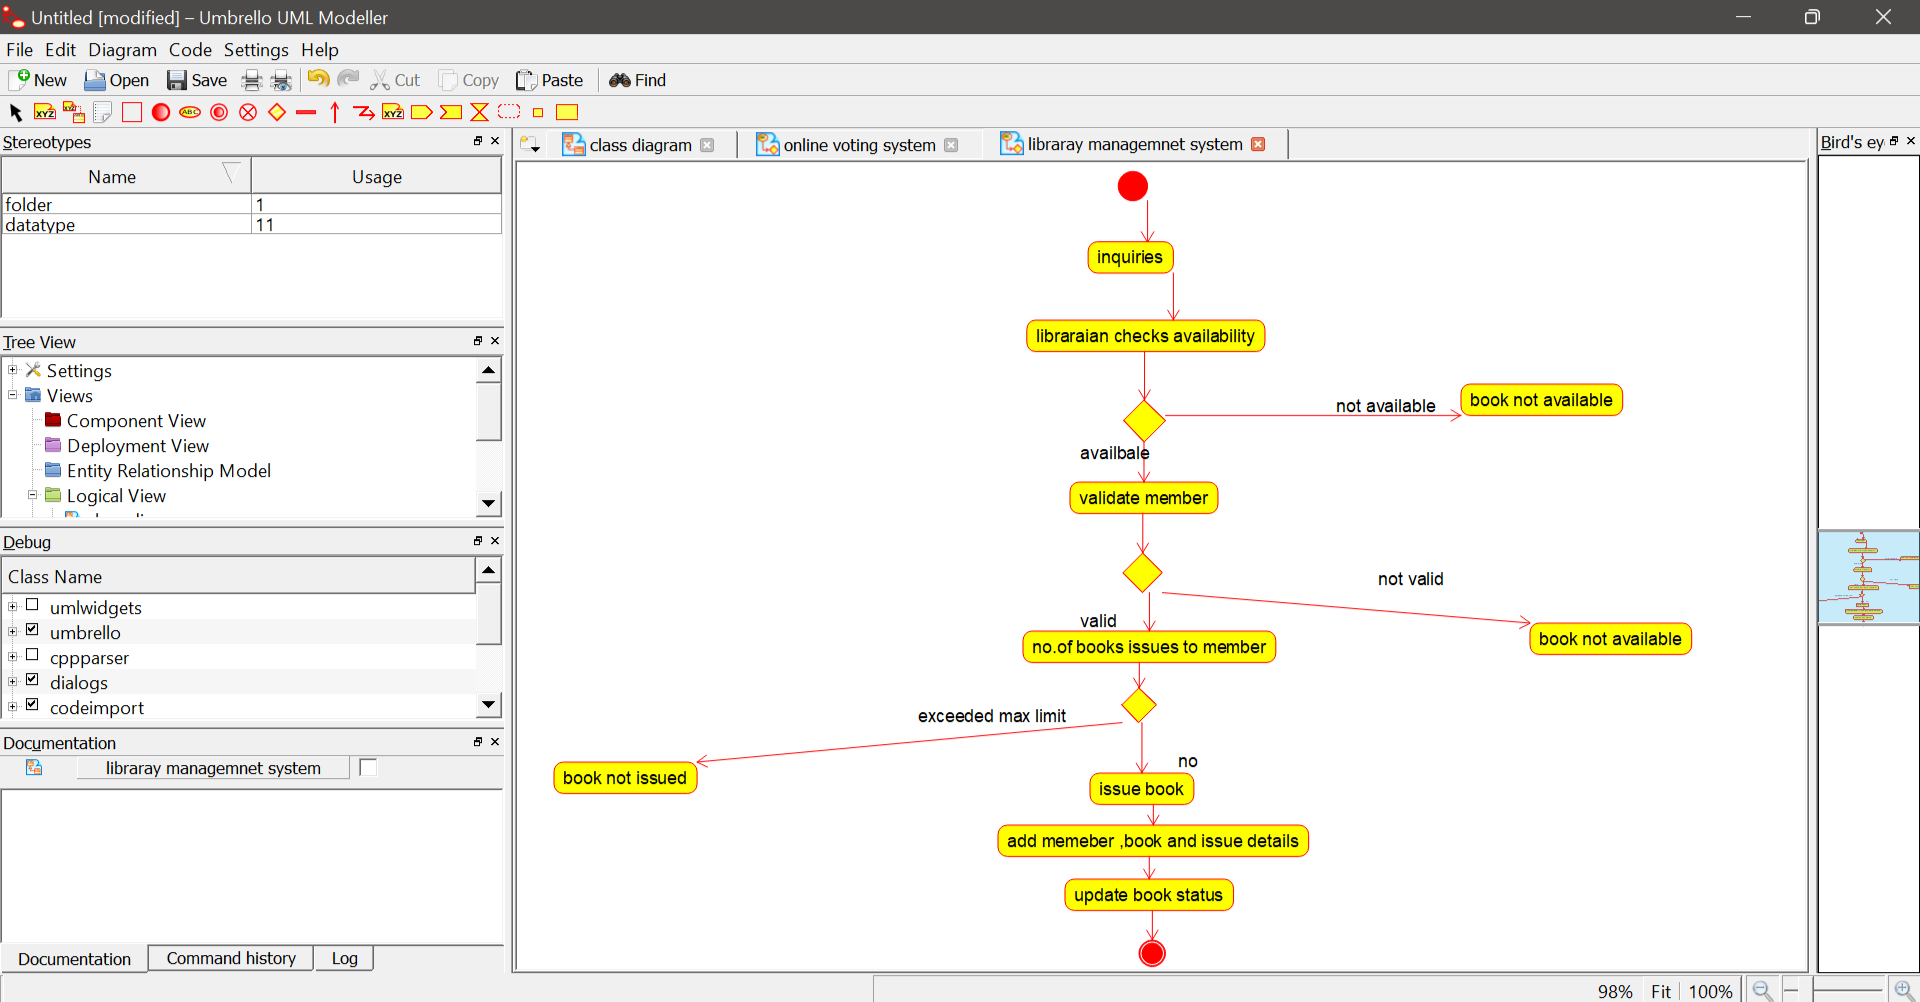 Untitled [modified] – Umbrello UML Modeller
File Edit Diagram Code Settings Help
New Open Save Cut Copy Paste Find
XYZ XYZ ABC XYZ
Stereotypes
Name Usage
folder 1
datatype 11
Tree View
Settings
Views
Component View
Deployment View
Entity Relationship Model
Logical View
Debug
Class Name
umlwidgets
umbrello
cppparser
dialogs
codeimport
Documentation
libraray managemnet system
Documentation Command history Log
class diagram online voting system libraray managemnet system
inquiries
libraraian checks availability
not available
book not available
availbale
validate member
not valid
valid
no.of books issues to member
book not available
exceeded max limit
no
book not issued
issue book
add memeber ,book and issue details
update book status
Bird's ey
98% Fit 100%